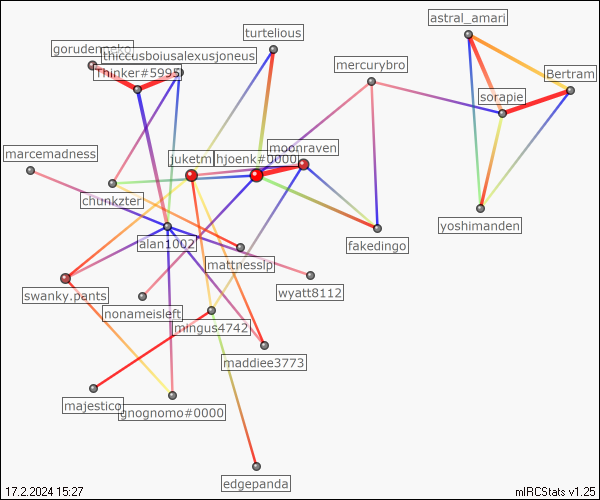 astral_amari
turtelious
gorudenneko
thiccusboiusalexusjoneus
mercurybro
Thinker#5995
Bertram
sorapie
moonraven
marcemadness
juketm
hjoenk#0000
chunkzter
yoshimanden
alan1002
fakedingo
mattnesslp
swanky.pants
wyatt8112
nonameisleft
mingus4742
maddiee3773
majestico
gnognomo#0000
edgepanda
17.2.2024 15:27
mIRCStats v1.25